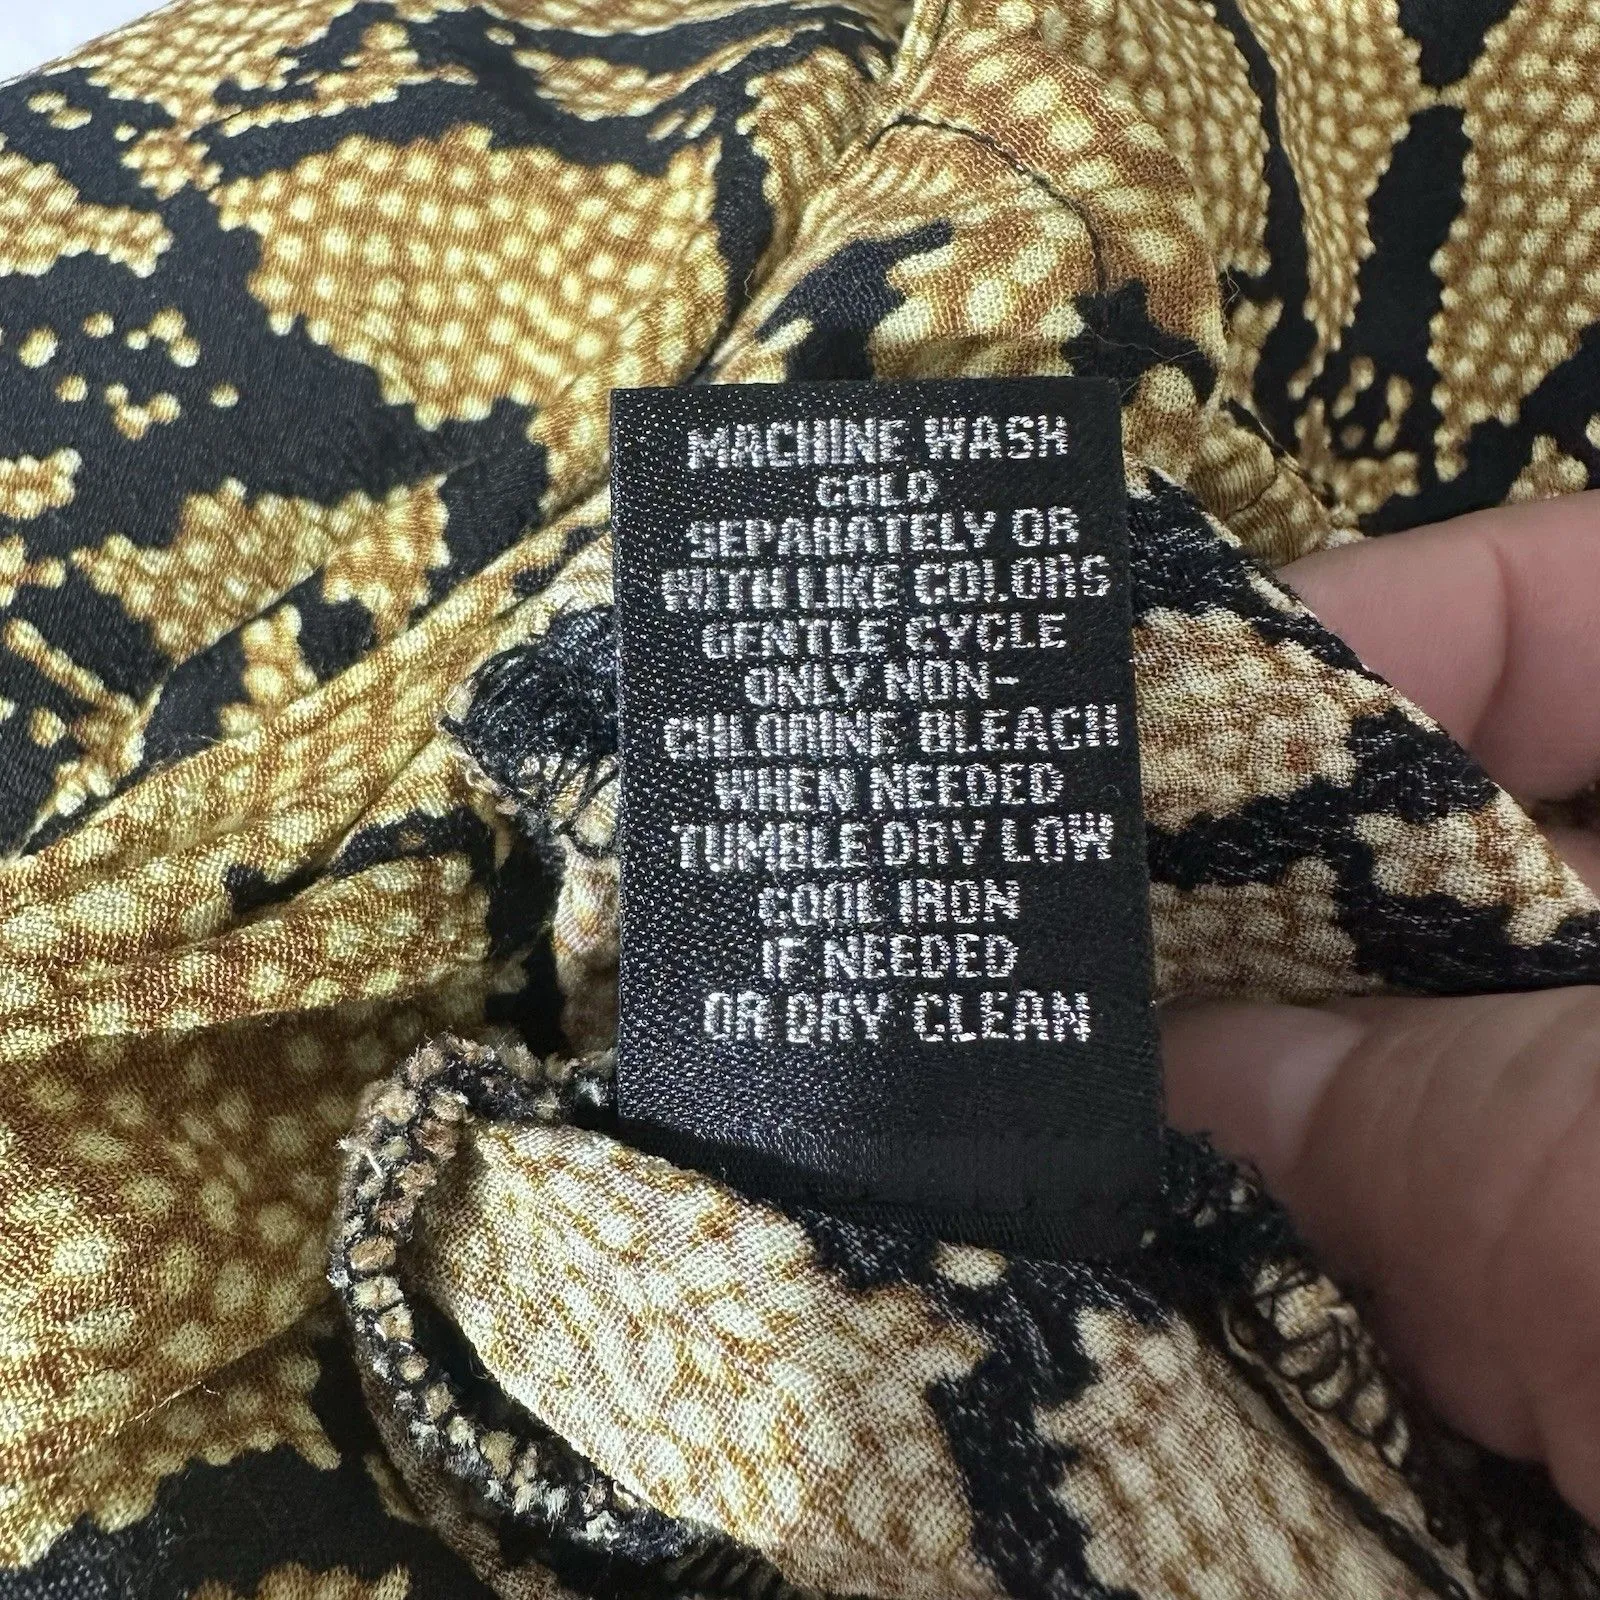 MACHINE WASH
COLD
SEPARATELY OR
WITH LIKE COLORS
GENTLE CYCLE
ONLY NON-
CHLORINE BLEACH
WHEN NEEDED
TUMBLE DRY LOW
COOL IRON
IF NEEDED
OR DRY CLEAN